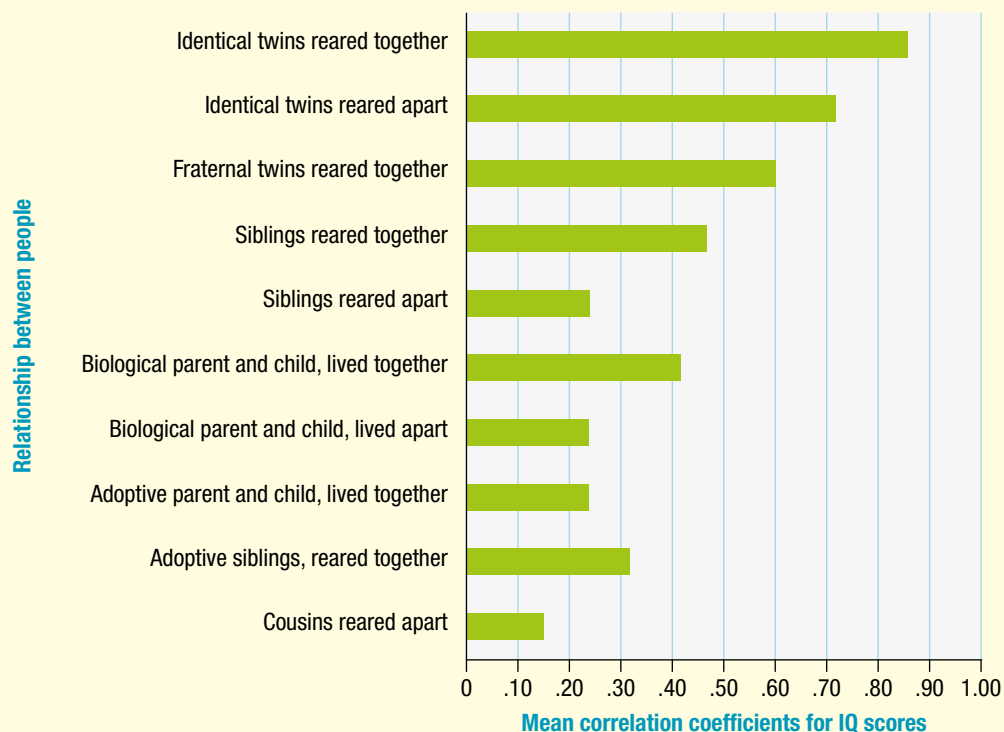 Relationship between people
Identical twins reared together
Identical twins reared apart
Fraternal twins reared together
Siblings reared together
Siblings reared apart
Biological parent and child, lived together
Biological parent and child, lived apart
Adoptive parent and child, lived together
Adoptive siblings, reared together
Cousins reared apart
0 .10 .20 .30 .40 .50 .60 .70 .80 .90 1.00
Mean correlation coefficients for IQ scores